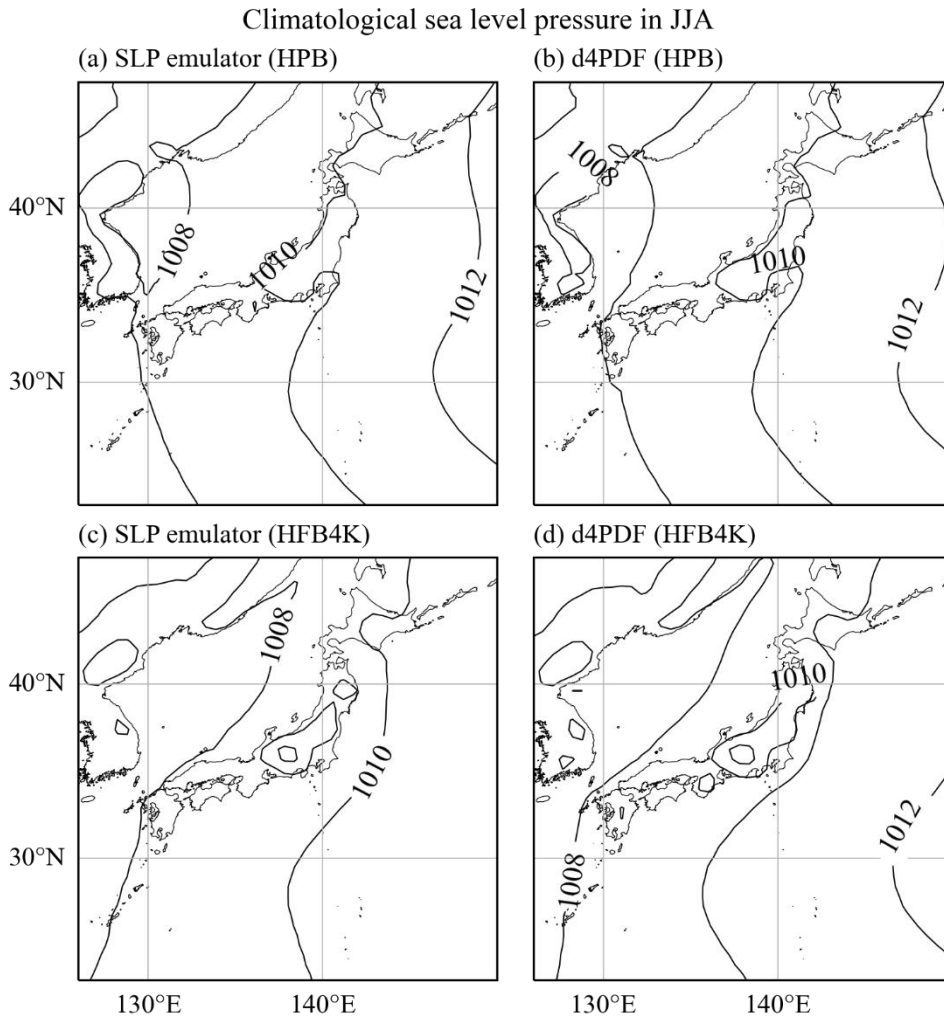 Climatological sea level pressure in JJA
(a) SLP emulator (HPB)
(b) d4PDF (HPB)
1008
1010
1012
1008
1010
1012
40°N
30°N
(c) SLP emulator (HFB4K)
(d) d4PDF (HFB4K)
1008
1010
1010
1012
1008
40°N
30°N
130°E
140°E
130°E
140°E